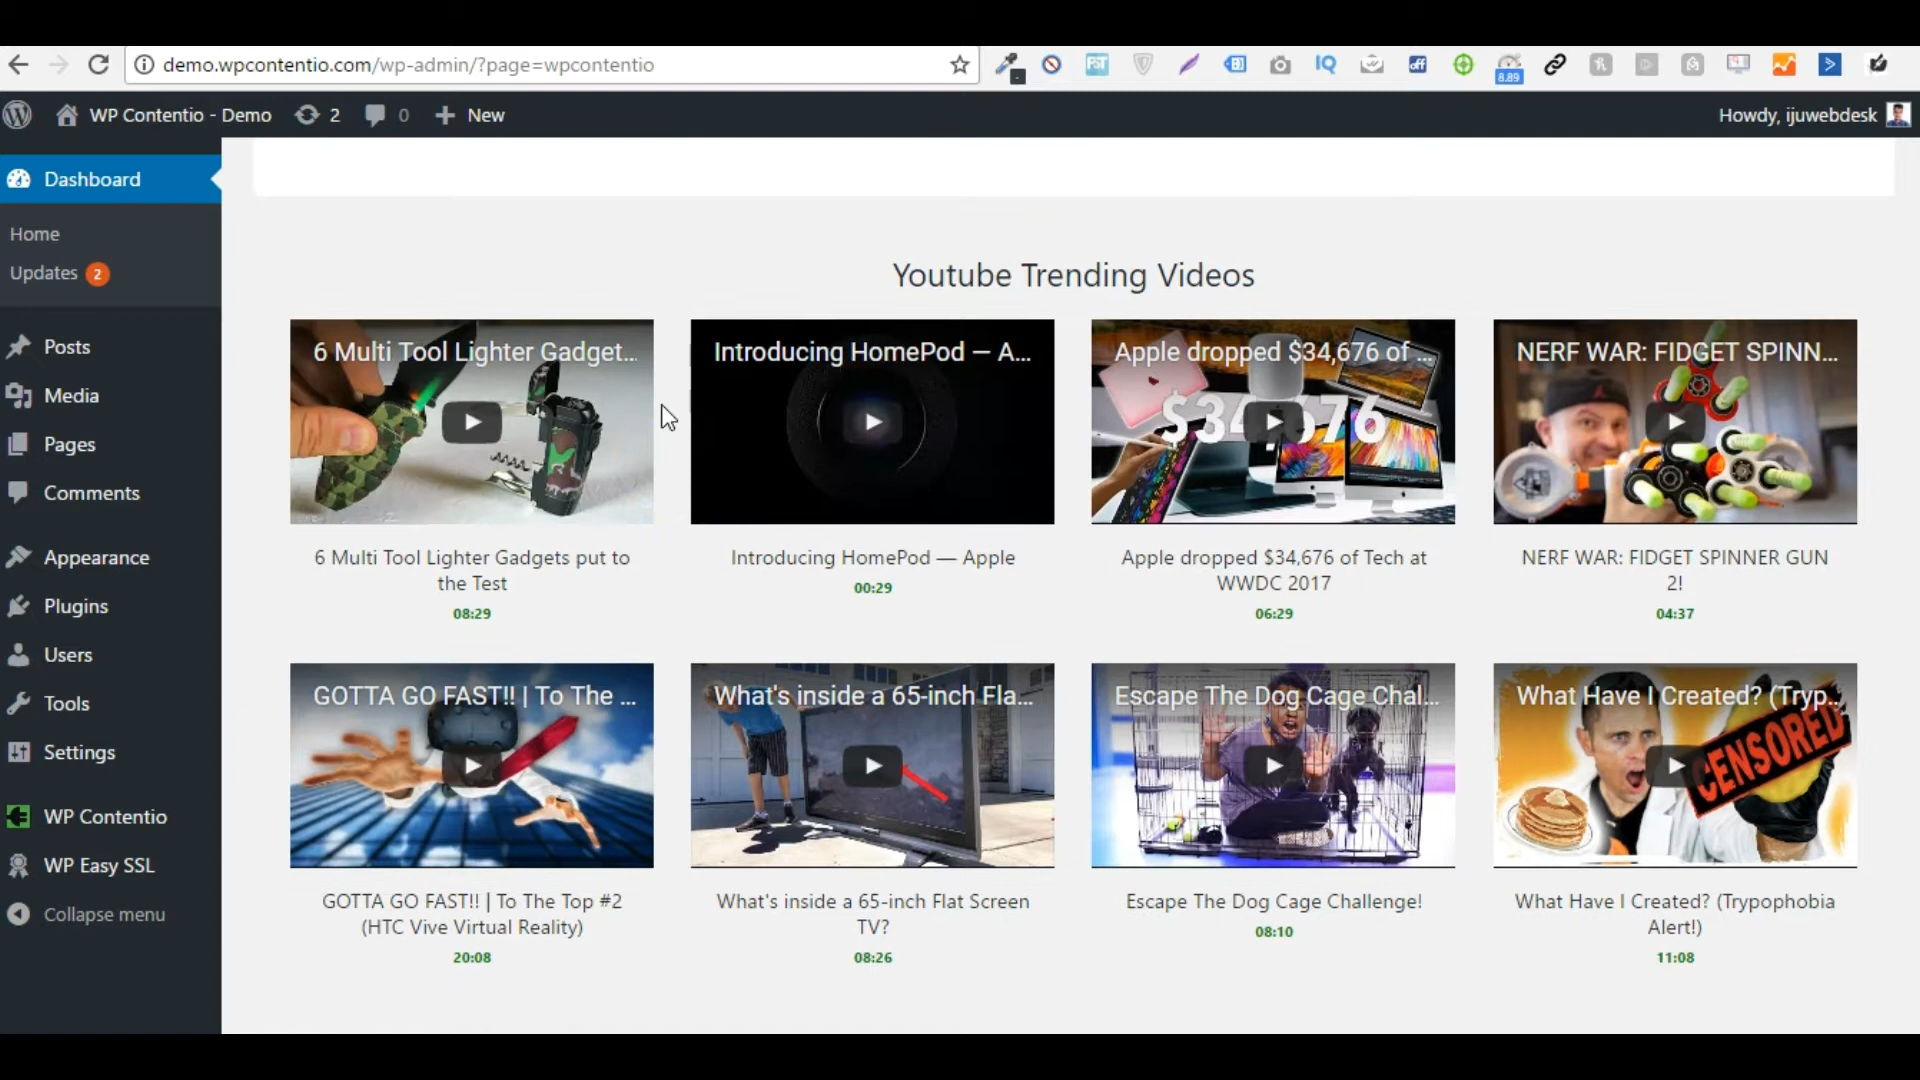 demo.wpcontentio.com/wp-admin/?page=wpcontentio
PST
IQ
off
8.89
WP Contentio - Demo
2
0
New
Howdy, ijuwebdesk
Dashboard
Home
Updates 2
Posts
Media
Pages
Comments
Appearance
Plugins
Users
Tools
Settings
WP Contentio
WP Easy SSL
Collapse menu
Youtube Trending Videos
6 Multi Tool Lighter Gadget...
Introducing HomePod — A...
Apple dropped $34,676 of ...
NERF WAR: FIDGET SPINN...
$34,676
6 Multi Tool Lighter Gadgets put to
the Test
08:29
Introducing HomePod — Apple
00:29
Apple dropped $34,676 of Tech at
WWDC 2017
06:29
NERF WAR: FIDGET SPINNER GUN
2!
04:37
GOTTA GO FAST!! | To The ...
What's inside a 65-inch Fla...
Escape The Dog Cage Chal...
What Have I Created? (Tryp...
CENSORED
GOTTA GO FAST!! | To The Top #2
(HTC Vive Virtual Reality)
20:08
What's inside a 65-inch Flat Screen
TV?
08:26
Escape The Dog Cage Challenge!
08:10
What Have I Created? (Trypophobia
Alert!)
11:08